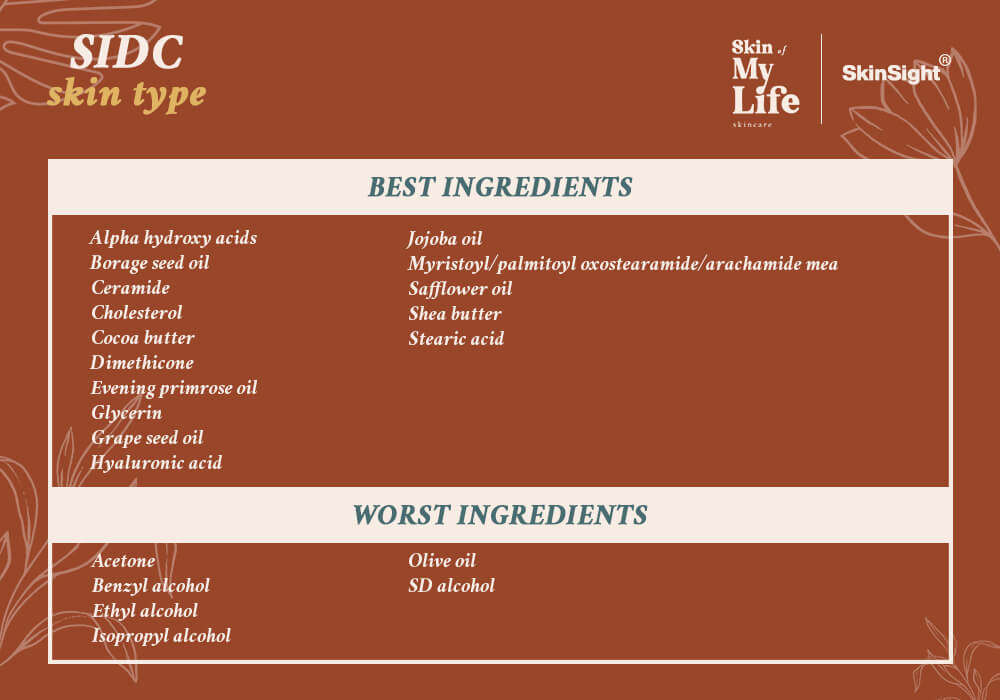 SIDC
skin type
Skin of
My
Life
skincare
SkinSight®
BEST INGREDIENTS
Alpha hydroxy acids
Borage seed oil
Ceramide
Cholesterol
Cocoa butter
Dimethicone
Evening primrose oil
Glycerin
Grape seed oil
Hyaluronic acid
Jojoba oil
Myristoyl/palmitoyl oxostearamide/arachamide mea
Safflower oil
Shea butter
Stearic acid
WORST INGREDIENTS
Acetone
Benzyl alcohol
Ethyl alcohol
Isopropyl alcohol
Olive oil
SD alcohol